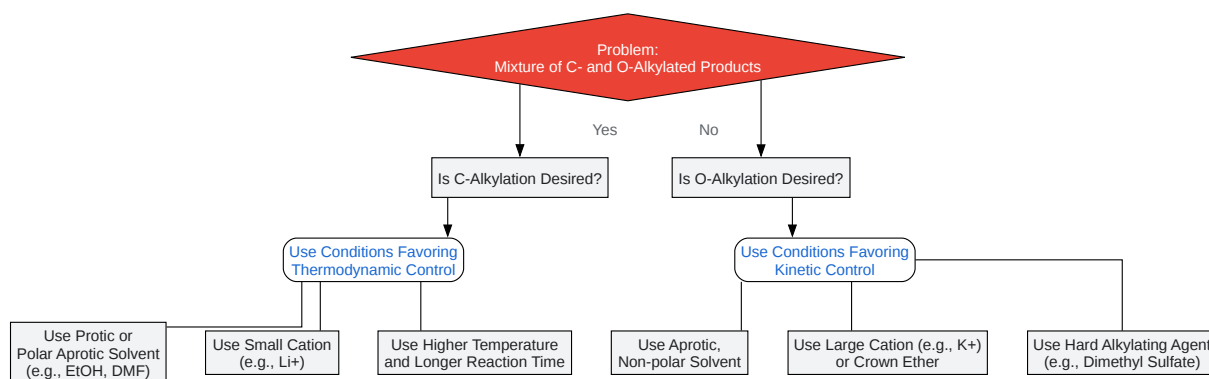 Problem:
Mixture of C- and O-Alkylated Products
Yes
No
Is C-Alkylation Desired?
Is O-Alkylation Desired?
Use Conditions Favoring
Thermodynamic Control
Use Conditions Favoring
Kinetic Control
Use Protic or
Polar Aprotic Solvent
(e.g., EtOH, DMF)
Use Small Cation
(e.g., Li+)
Use Higher Temperature
and Longer Reaction Time
Use Aprotic,
Non-polar Solvent
Use Large Cation (e.g., K+)
or Crown Ether
Use Hard Alkylating Agent
(e.g., Dimethyl Sulfate)